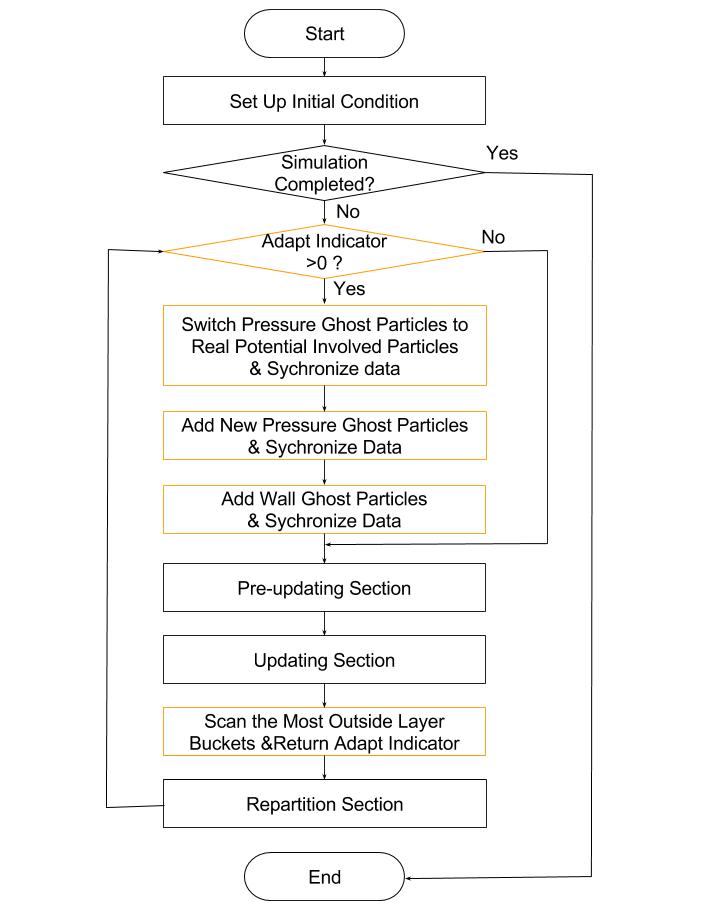 Start
Set Up Initial Condition
Simulation
Completed?
Yes
No
Adapt Indicator
>0 ?
No
Yes
Switch Pressure Ghost Particles to
Real Potential Involved Particles
& Sychronize data
Add New Pressure Ghost Particles
& Sychronize Data
Add Wall Ghost Particles
& Sychronize Data
Pre-updating Section
Updating Section
Scan the Most Outside Layer
Buckets &Return Adapt Indicator
Repartition Section
End